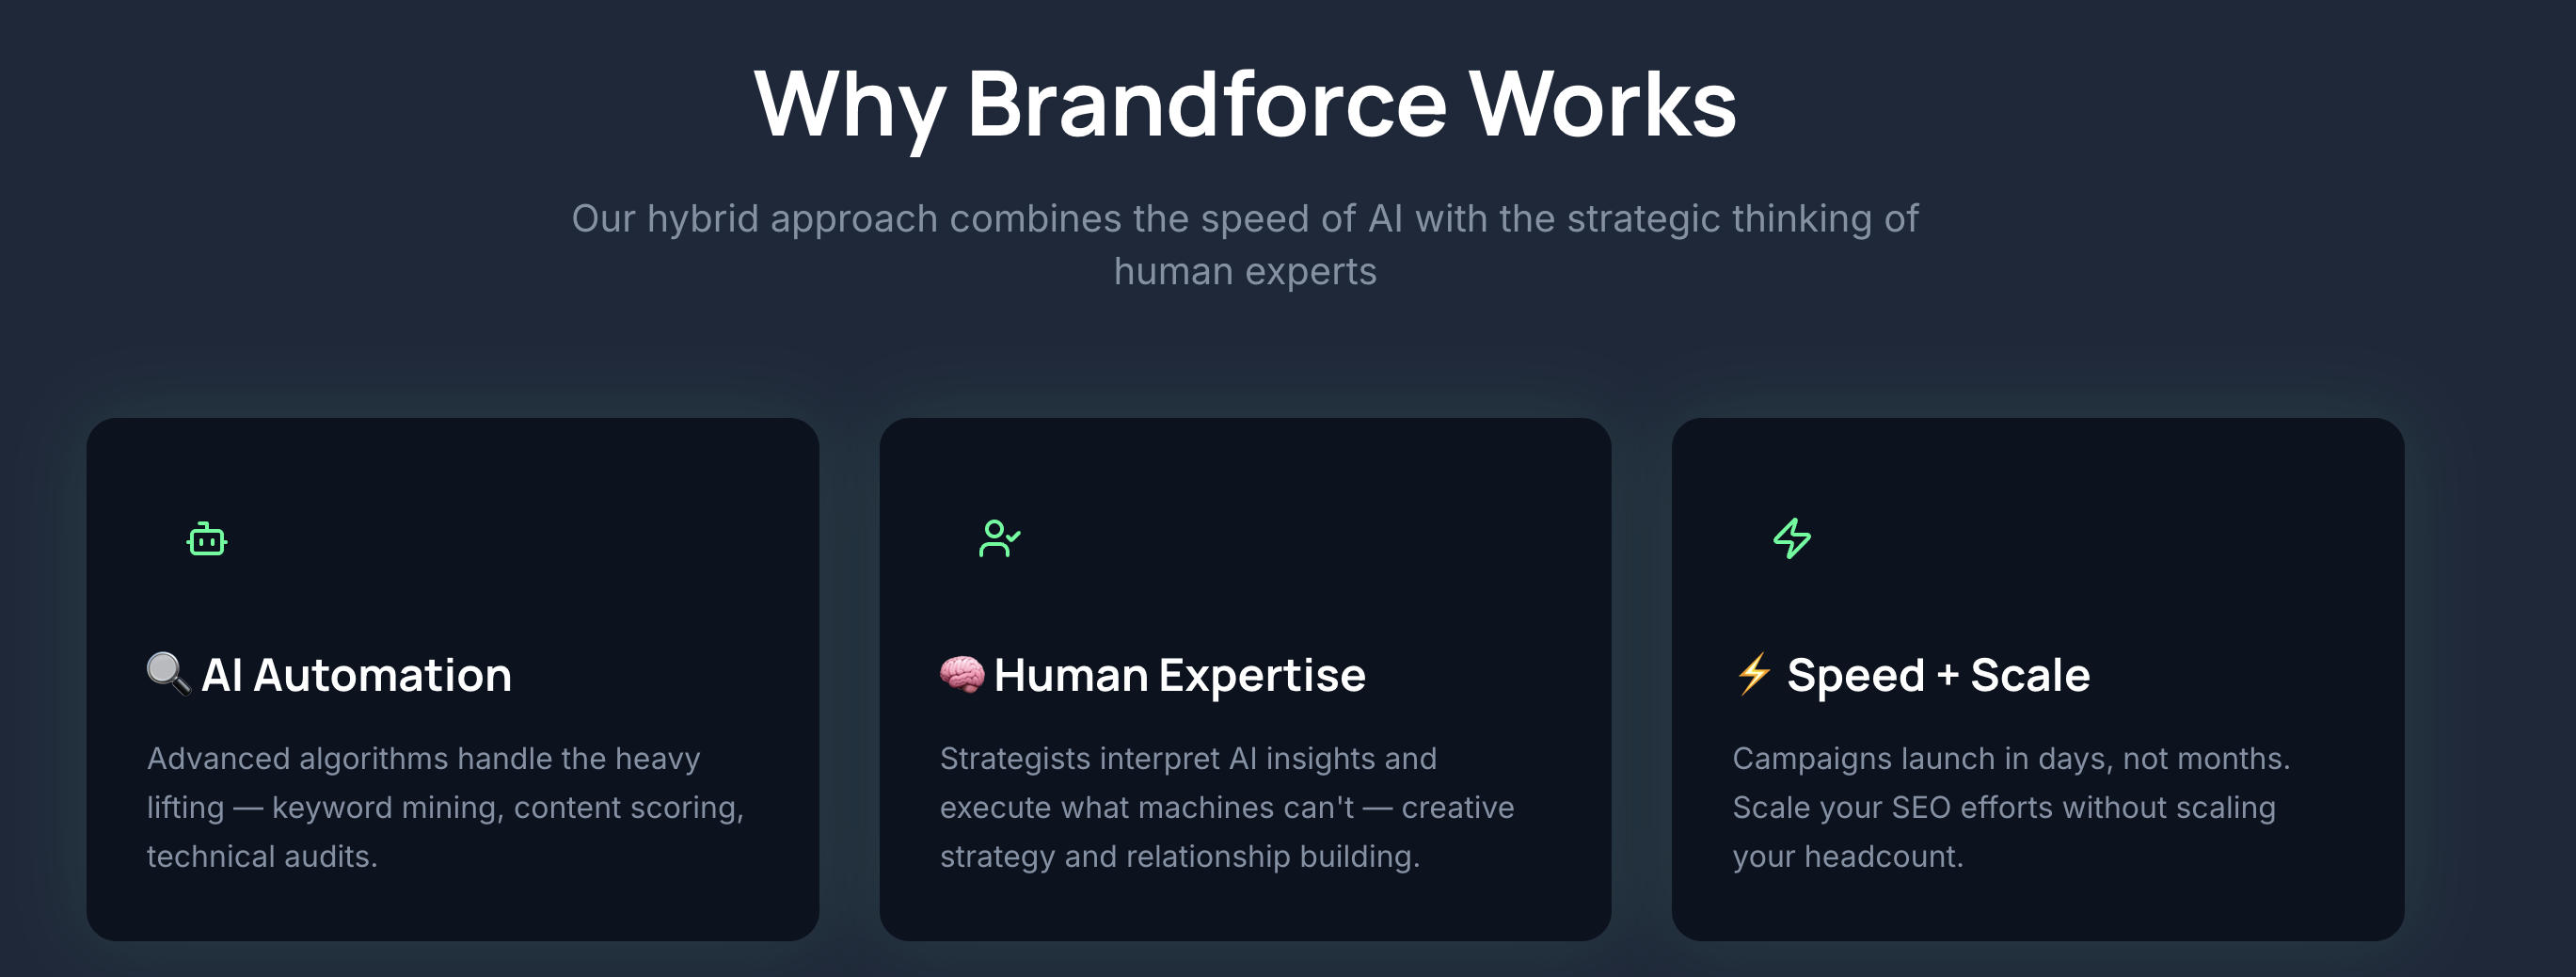 Why Brandforce Works
Our hybrid approach combines the speed of AI with the strategic thinking of
human experts
🔍 AI Automation
Advanced algorithms handle the heavy
lifting — keyword mining, content scoring,
technical audits.
🧠 Human Expertise
Strategists interpret AI insights and
execute what machines can't — creative
strategy and relationship building.
⚡ Speed + Scale
Campaigns launch in days, not months.
Scale your SEO efforts without scaling
your headcount.